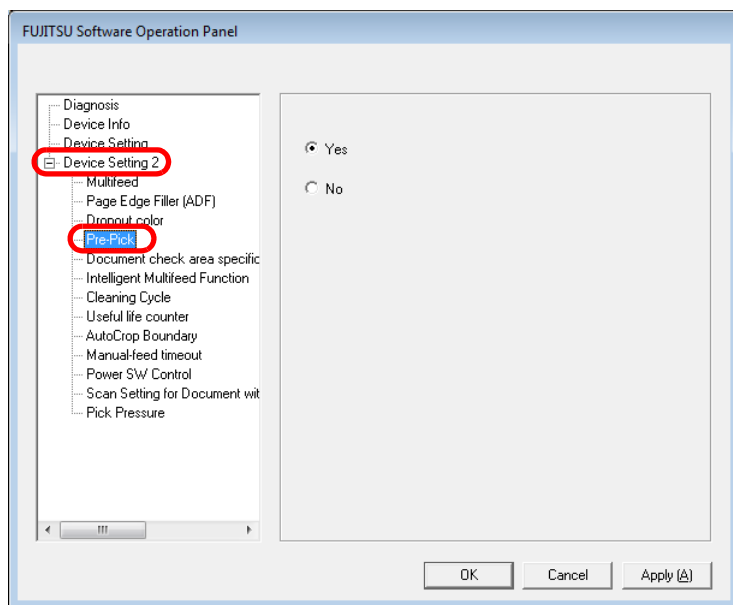 FUJITSU Software Operation Panel
Diagnosis
Device Info
Device Setting
Device Setting 2
Multifeed
Page Edge Filler (ADF)
Dropout color
Pre-Pick
Document check area specific
Intelligent Multifeed Function
Cleaning Cycle
Useful life counter
AutoCrop Boundary
Manual-feed timeout
Power SW Control
Scan Setting for Document wit
Pick Pressure
Yes
No
OK Cancel Apply (A)